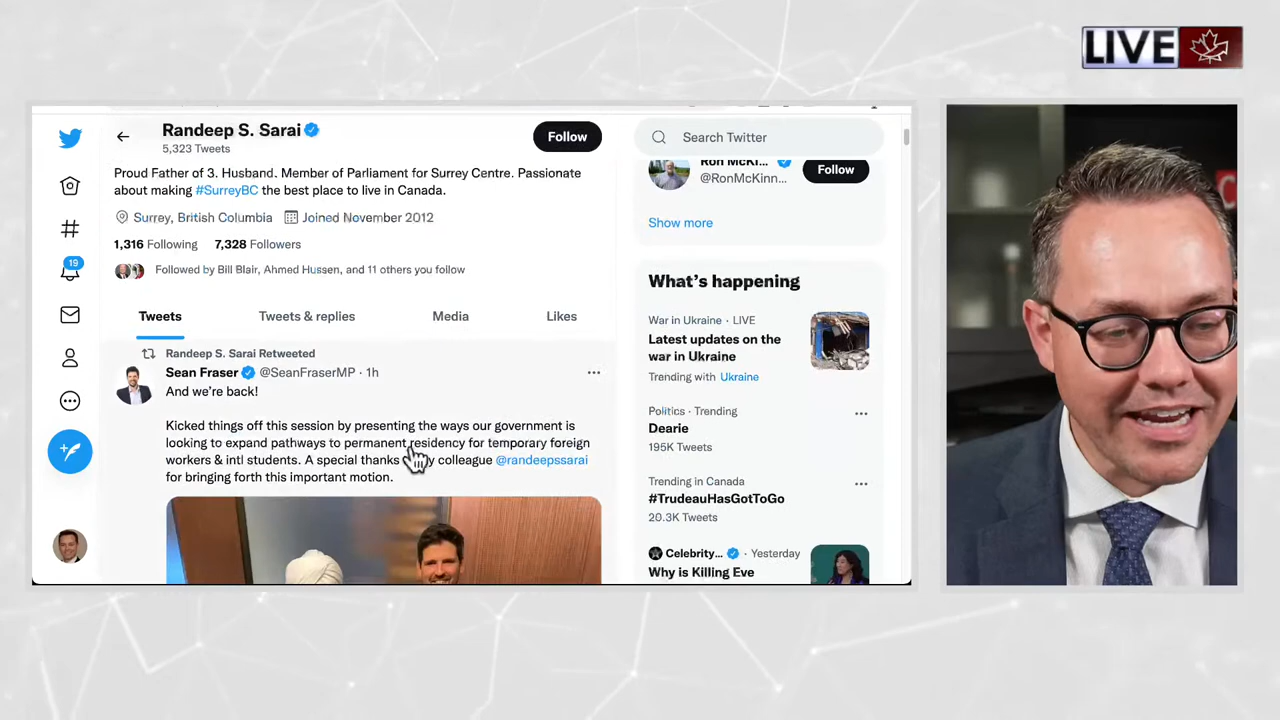 LIVE
Randeep S. Sarai
5,323 Tweets
Follow
Search Twitter
Proud Father of 3. Husband. Member of Parliament for Surrey Centre. Passionate
about making #SurreyBC the best place to live in Canada.
Surrey, British Columbia Joined November 2012
1,316 Following 7,328 Followers
Followed by Bill Blair, Ahmed Hussen, and 11 others you follow
19
Tweets Tweets & replies Media Likes
Randeep S. Sarai Retweeted
Sean Fraser @SeanFraserMP · 1h
And we're back!
Kicked things off this session by presenting the ways our government is
looking to expand pathways to permanent residency for temporary foreign
workers & intl students. A special thanks colleague @randeepssarai
for bringing forth this important motion.
Ron McKi...
@RonMcKinn...
Follow
Show more
What's happening
War in Ukraine · LIVE
Latest updates on the
war in Ukraine
Trending with Ukraine
Politics · Trending
Dearie
195K Tweets
Trending in Canada
#TrudeauHasGotToGo
20.3K Tweets
Celebrity... · Yesterday
Why is Killing Eve